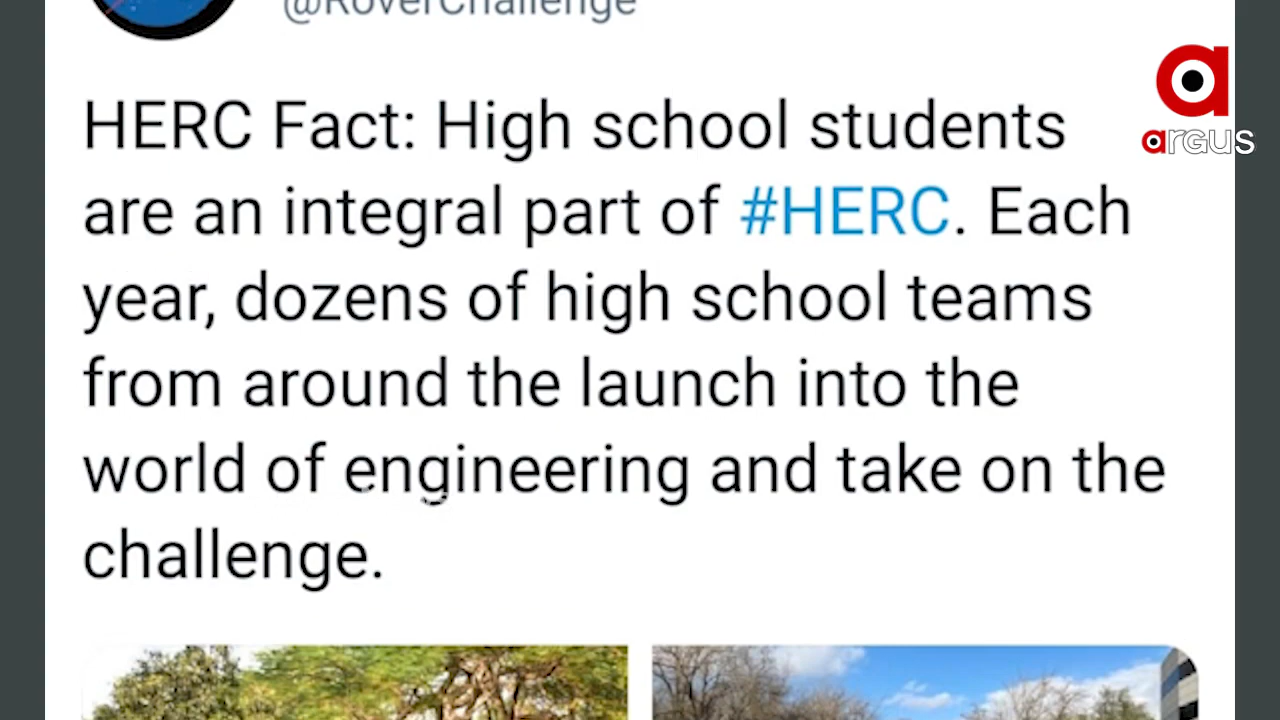 @RoverChallenge
argus
HERC Fact: High school students
are an integral part of #HERC. Each
year, dozens of high school teams
from around the launch into the
world of engineering and take on the
challenge.